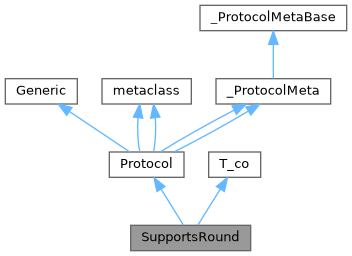 _ProtocolMetaBase
Generic
metaclass
_ProtocolMeta
Protocol
T_co
SupportsRound